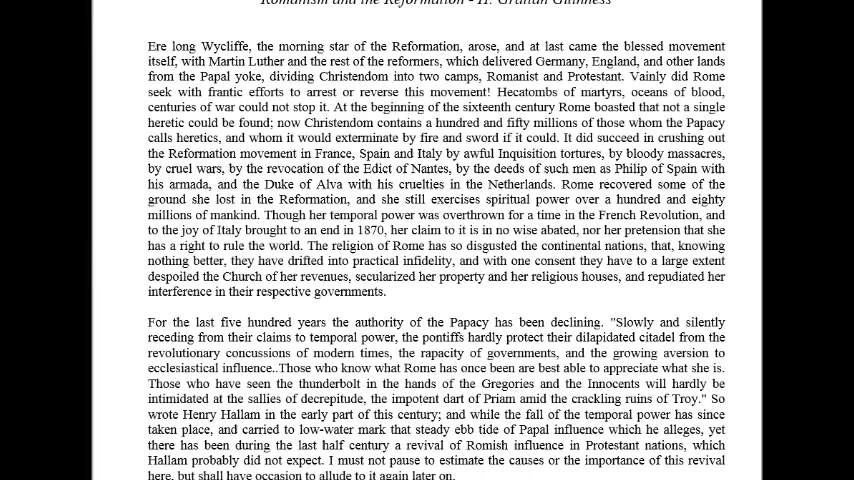 Romanism and the Reformation - H. Grattan Guinness
Ere long Wycliffe, the morning star of the Reformation, arose, and at last came the blessed movement
itself, with Martin Luther and the rest of the reformers, which delivered Germany, England, and other lands
from the Papal yoke, dividing Christendom into two camps, Romanist and Protestant. Vainly did Rome
seek with frantic efforts to arrest or reverse this movement! Hecatombs of martyrs, oceans of blood,
centuries of war could not stop it. At the beginning of the sixteenth century Rome boasted that not a single
heretic could be found; now Christendom contains a hundred and fifty millions of those whom the Papacy
calls heretics, and whom it would exterminate by fire and sword if it could. It did succeed in crushing out
the Reformation movement in France, Spain and Italy by awful Inquisition tortures, by bloody massacres,
by cruel wars, by the revocation of the Edict of Nantes, by the deeds of such men as Philip of Spain with
his armada, and the Duke of Alva with his cruelties in the Netherlands. Rome recovered some of the
ground she lost in the Reformation, and she still exercises spiritual power over a hundred and eighty
millions of mankind. Though her temporal power was overthrown for a time in the French Revolution, and
to the joy of Italy brought to an end in 1870, her claim to it is in no wise abated, nor her pretension that she
has a right to rule the world. The religion of Rome has so disgusted the continental nations, that, knowing
nothing better, they have drifted into practical infidelity, and with one consent they have to a large extent
despoiled the Church of her revenues, secularized her property and her religious houses, and repudiated her
interference in their respective governments.
For the last five hundred years the authority of the Papacy has been declining. "Slowly and silently
receding from their claims to temporal power, the pontiffs hardly protect their dilapidated citadel from the
revolutionary concussions of modern times, the rapacity of governments, and the growing aversion to
ecclesiastical influence..Those who know what Rome has once been are best able to appreciate what she is.
Those who have seen the thunderbolt in the hands of the Gregories and the Innocents will hardly be
intimidated at the sallies of decrepitude, the impotent dart of Priam amid the crackling ruins of Troy." So
wrote Henry Hallam in the early part of this century; and while the fall of the temporal power has since
taken place, and carried to low-water mark that steady ebb tide of Papal influence which he alleges, yet
there has been during the last half century a revival of Romish influence in Protestant nations, which
Hallam probably did not expect. I must not pause to estimate the causes or the importance of this revival
here, but shall have occasion to allude to it again later on.